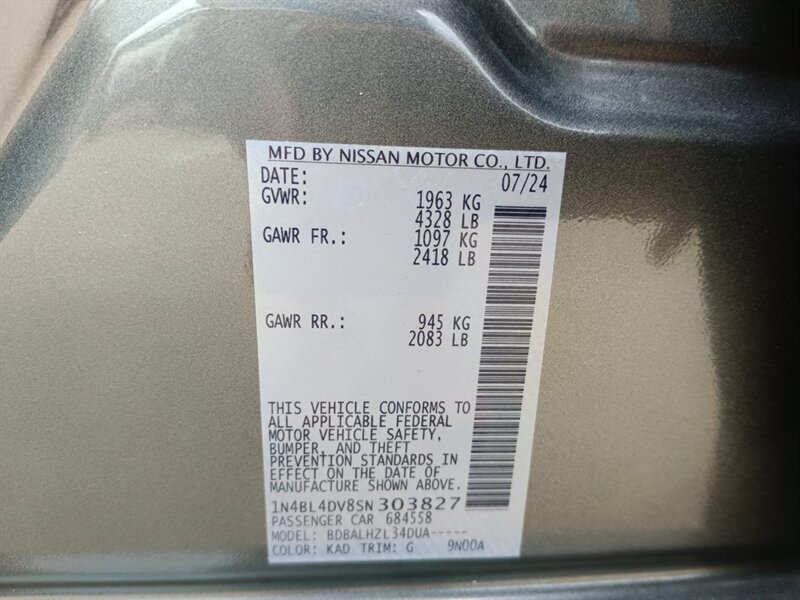 MFD BY NISSAN MOTOR CO., LTD.
DATE: 07/24
GVWR: 1963 KG
4328 LB
GAWR FR.: 1097 KG
2418 LB
GAWR RR.: 945 KG
2083 LB
THIS VEHICLE CONFORMS TO
ALL APPLICABLE FEDERAL
MOTOR VEHICLE SAFETY,
BUMPER, AND THEFT
PREVENTION STANDARDS IN
EFFECT ON THE DATE OF
MANUFACTURE SHOWN ABOVE.
1N4BL4DV8SN303827
PASSENGER CAR 684558
MODEL: BDBALHZL34DUA-----
COLOR: KAD TRIM: G 9N00A